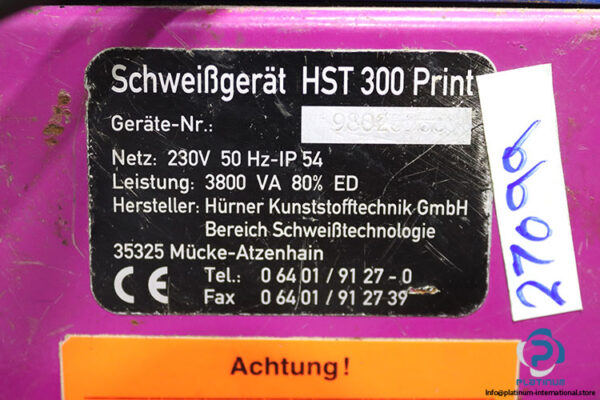 Schweißgerät HST 300 Print
Geräte-Nr.:
Netz: 230V 50 Hz-IP 54
Leistung: 3800 VA 80% ED
Hersteller: Hürner Kunststofftechnik GmbH
Bereich Schweißtechnologie
35325 Mücke-Atzenhain
CE
Tel.: 0 64 01 / 91 27 - 0
Fax 0 64 01 / 91 27 39
27099
Achtung!
PLATINUM
Info@platinum-international.store